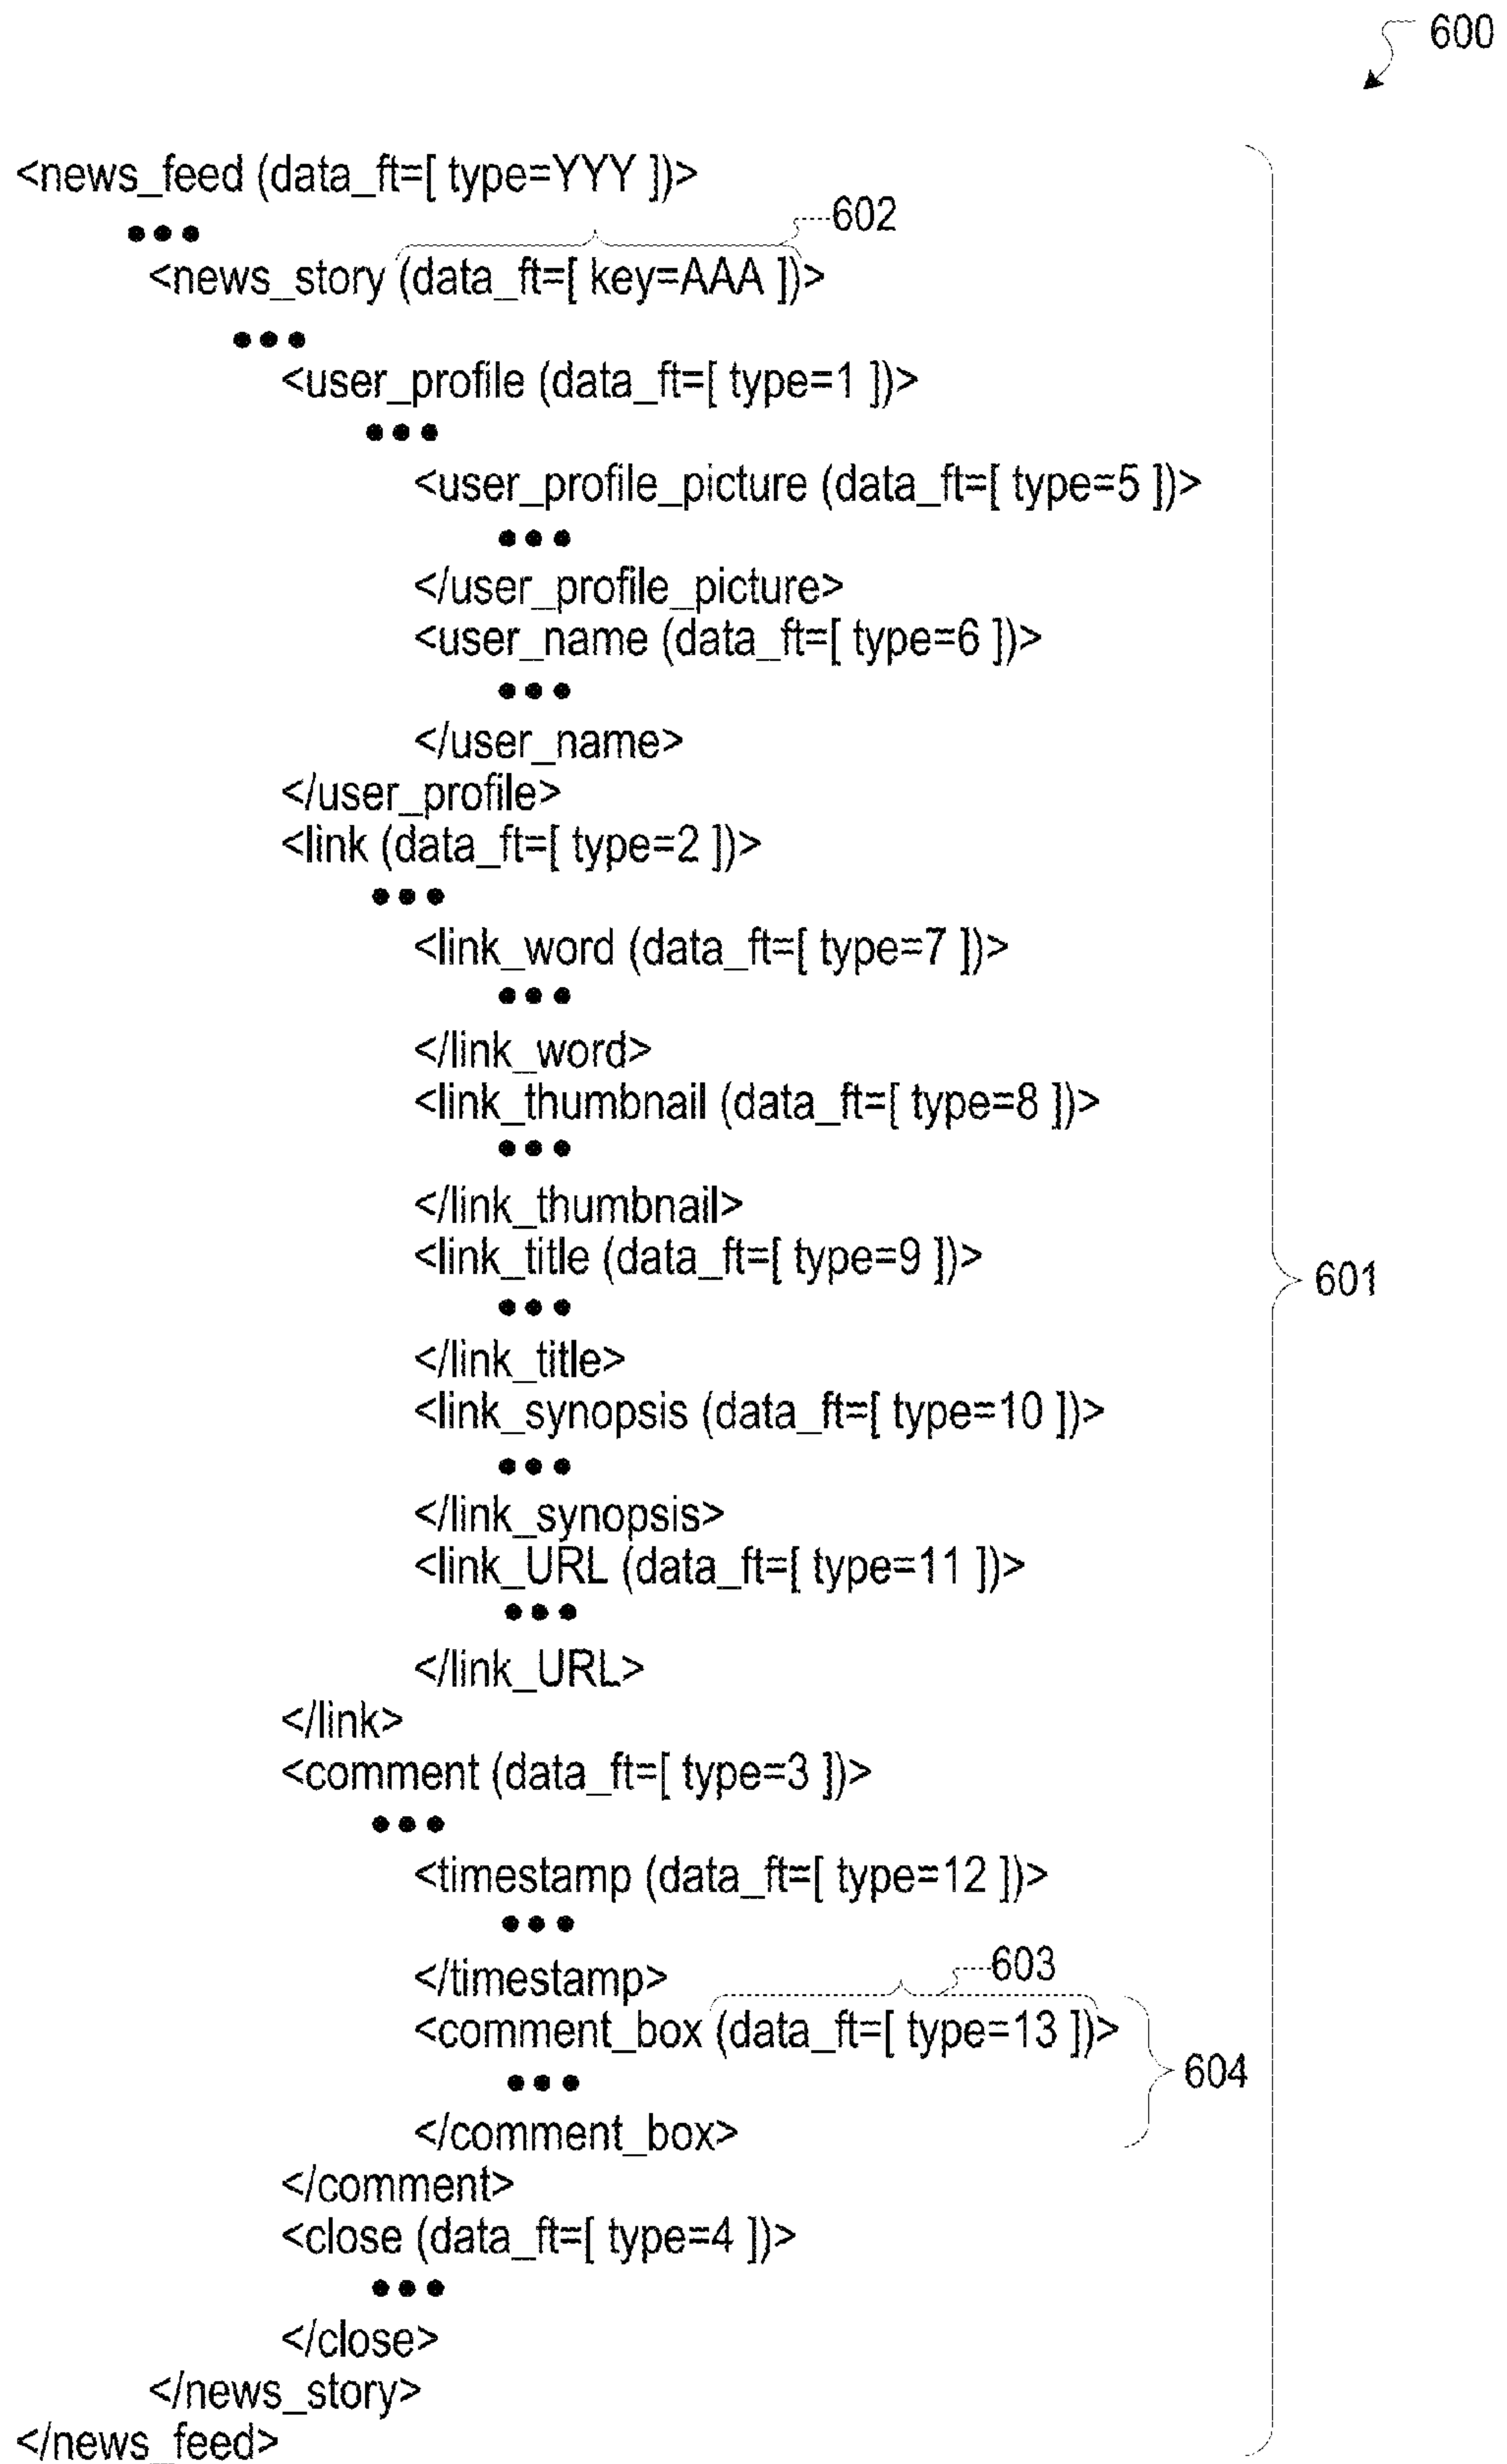 600
<news_feed (data_ft=[ type=YYY ])>
•••
602
<news_story (data_ft=[ key=AAA ])>
•••
<user_profile (data_ft=[ type=1 ])>
•••
<user_profile_picture (data_ft=[ type=5 ])>
•••
</user_profile_picture>
<user_name (data_ft=[ type=6 ])>
•••
</user_name>
</user_profile>
<link (data_ft=[ type=2 ])>
•••
<link_word (data_ft=[ type=7 ])>
•••
</link_word>
<link_thumbnail (data_ft=[ type=8 ])>
•••
</link_thumbnail>
<link_title (data_ft=[ type=9 ])>
601
•••
</link_title>
<link_synopsis (data_ft=[ type=10 ])>
•••
</link_synopsis>
<link_URL (data_ft=[ type=11 ])>
•••
</link_URL>
</link>
<comment (data_ft=[ type=3 ])>
•••
<timestamp (data_ft=[ type=12 ])>
•••
</timestamp>
603
<comment_box (data_ft=[ type=13 ])>
604
•••
</comment_box>
</comment>
<close (data_ft=[ type=4 ])>
•••
</close>
</news_story>
</news_feed>